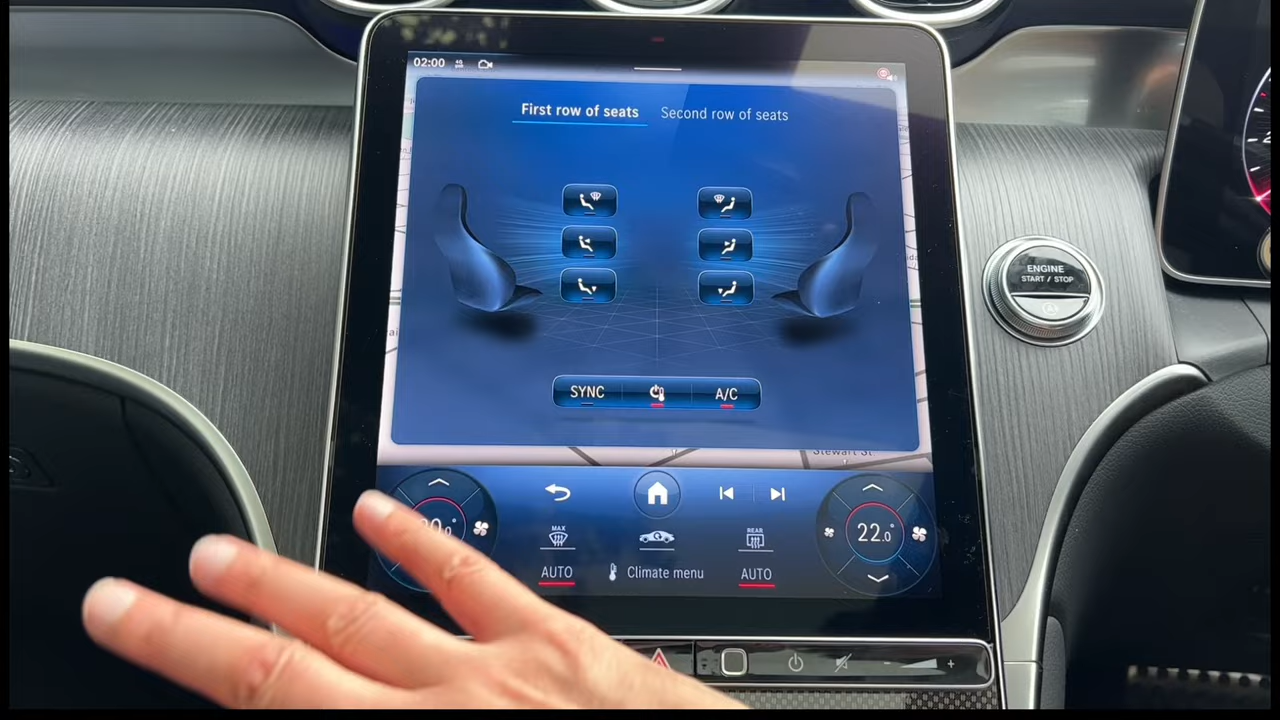 02:00 4G
First row of seats Second row of seats
SYNC A/C
Stewart St
ENGINE
START / STOP
22.0°
MAX REAR
AUTO Climate menu AUTO